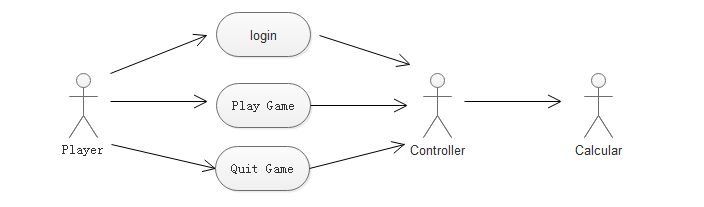 login
Play Game
Player
Controller
Calcular
Quit Game